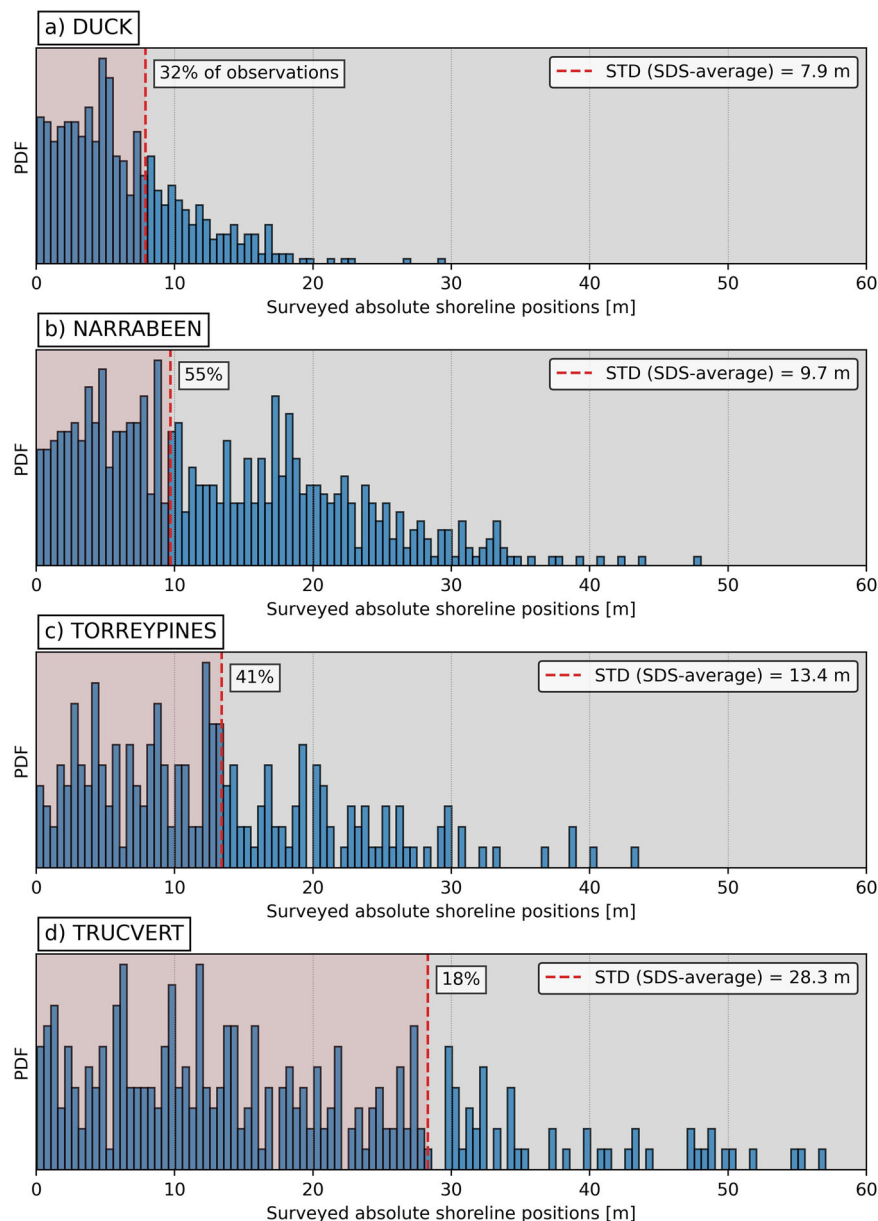 a) DUCK
32% of observations
STD (SDS-average) = 7.9 m
PDF
0 10 20 30 40 50 60
Surveyed absolute shoreline positions [m]
b) NARRABEEN
55%
STD (SDS-average) = 9.7 m
PDF
0 10 20 30 40 50 60
Surveyed absolute shoreline positions [m]
c) TORREYPINES
41%
STD (SDS-average) = 13.4 m
PDF
0 10 20 30 40 50 60
Surveyed absolute shoreline positions [m]
d) TRUCVERT
18%
STD (SDS-average) = 28.3 m
PDF
0 10 20 30 40 50 60
Surveyed absolute shoreline positions [m]